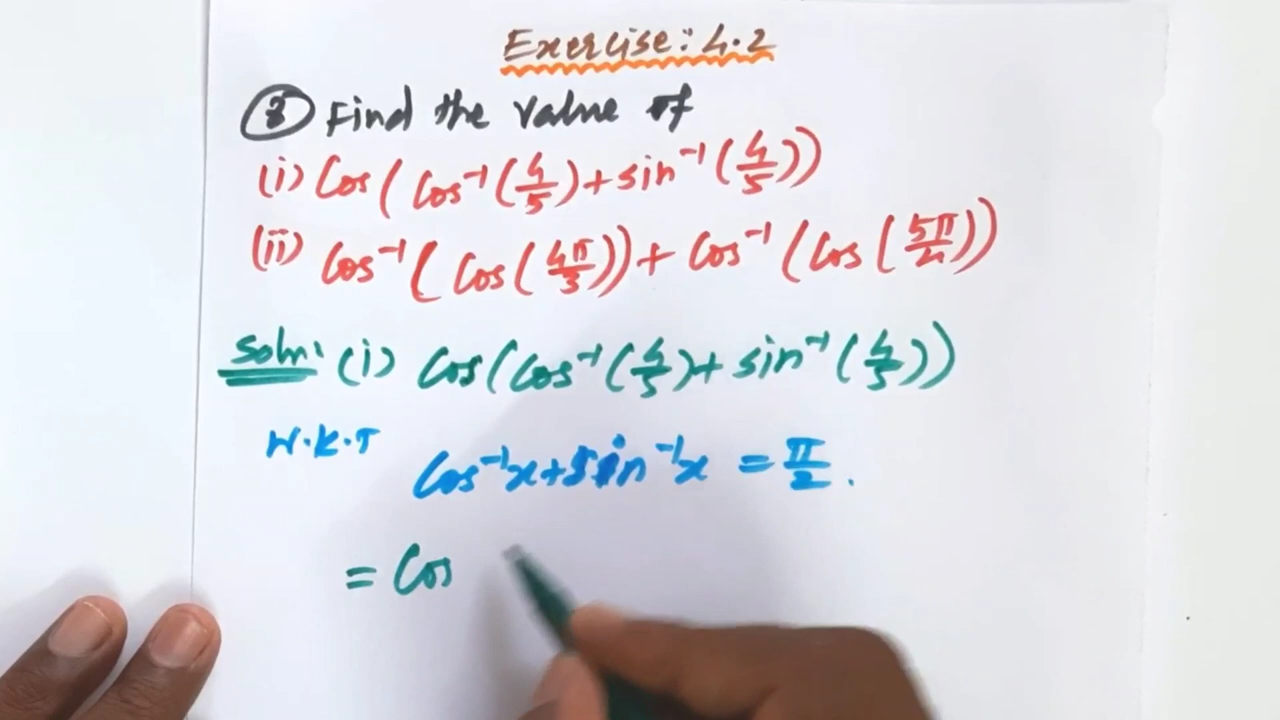 Exercise: 4.2
⑧ Find the value of
(i) Cos(Cos⁻¹(4/5)+sin⁻¹(4/5))
(ii) Cos⁻¹(Cos(4π/3))+Cos⁻¹(Cos(5π/4))
Soln: (i) Cos(Cos⁻¹(4/5)+sin⁻¹(4/5))
W.K.T
Cos⁻¹x+sin⁻¹x = π/2.
= Cos